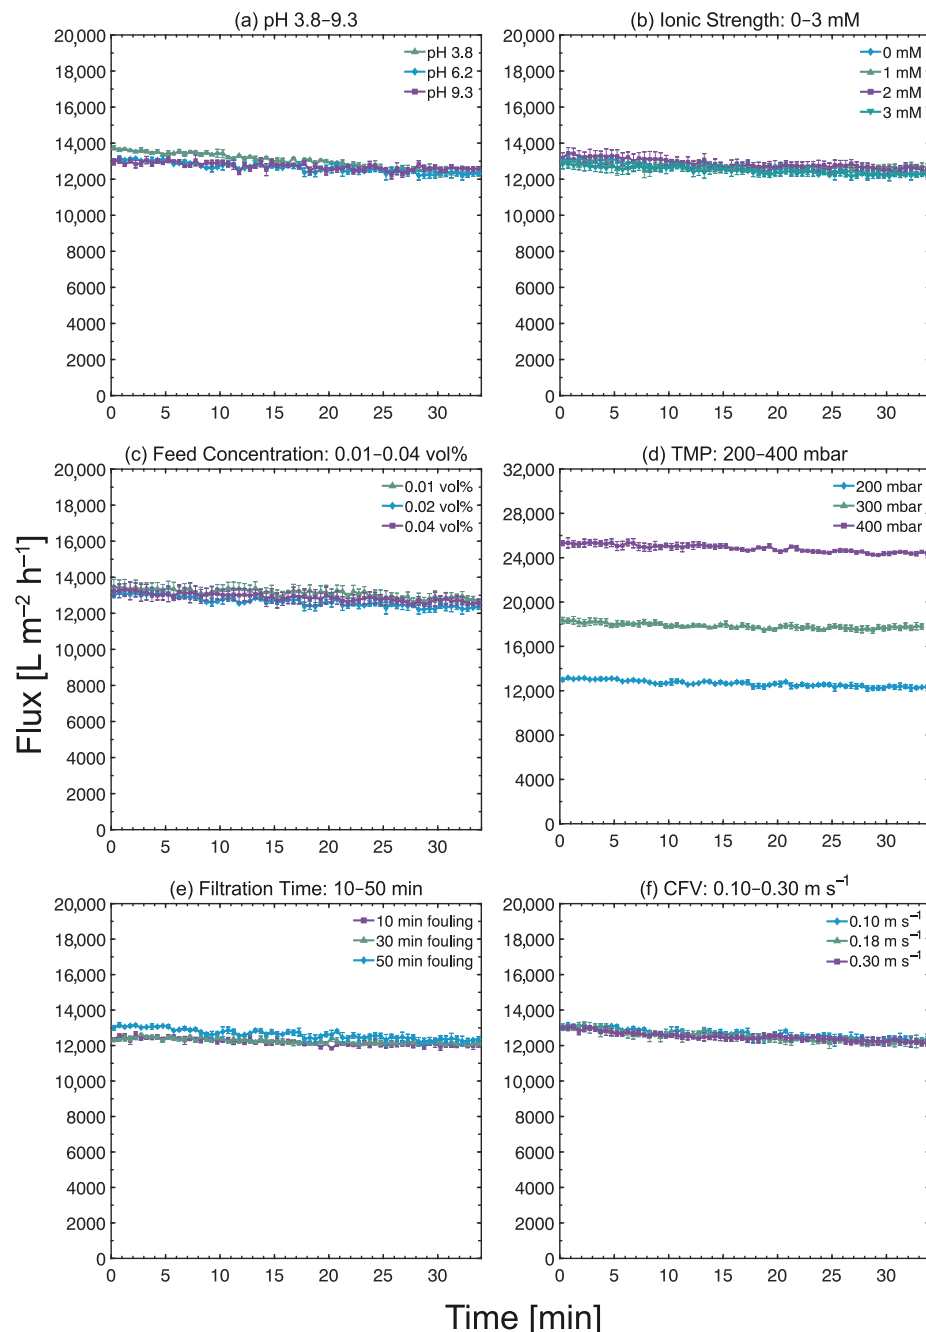 (a) pH 3.8–9.3
20,000
18,000
16,000
14,000
12,000
10,000
8000
6000
4000
2000
0
0 5 10 15 20 25 30
pH 3.8
pH 6.2
pH 9.3
(b) Ionic Strength: 0–3 mM
20,000
18,000
16,000
14,000
12,000
10,000
8000
6000
4000
2000
0
0 5 10 15 20 25 30
0 mM
1 mM
2 mM
3 mM
(c) Feed Concentration: 0.01–0.04 vol%
20,000
18,000
16,000
14,000
12,000
10,000
8000
6000
4000
2000
0
0 5 10 15 20 25 30
0.01 vol%
0.02 vol%
0.04 vol%
(d) TMP: 200–400 mbar
32,000
28,000
24,000
18,000
16,000
12,000
8000
4000
0
0 5 10 15 20 25 30
200 mbar
300 mbar
400 mbar
(e) Filtration Time: 10–50 min
20,000
18,000
16,000
14,000
12,000
10,000
8000
6000
4000
2000
0
0 5 10 15 20 25 30
10 min fouling
30 min fouling
50 min fouling
(f) CFV: 0.10–0.30 m s⁻¹
20,000
18,000
16,000
14,000
12,000
10,000
8000
6000
4000
2000
0
0 5 10 15 20 25 30
0.10 m s⁻¹
0.18 m s⁻¹
0.30 m s⁻¹
Flux [L m⁻² h⁻¹]
Time [min]